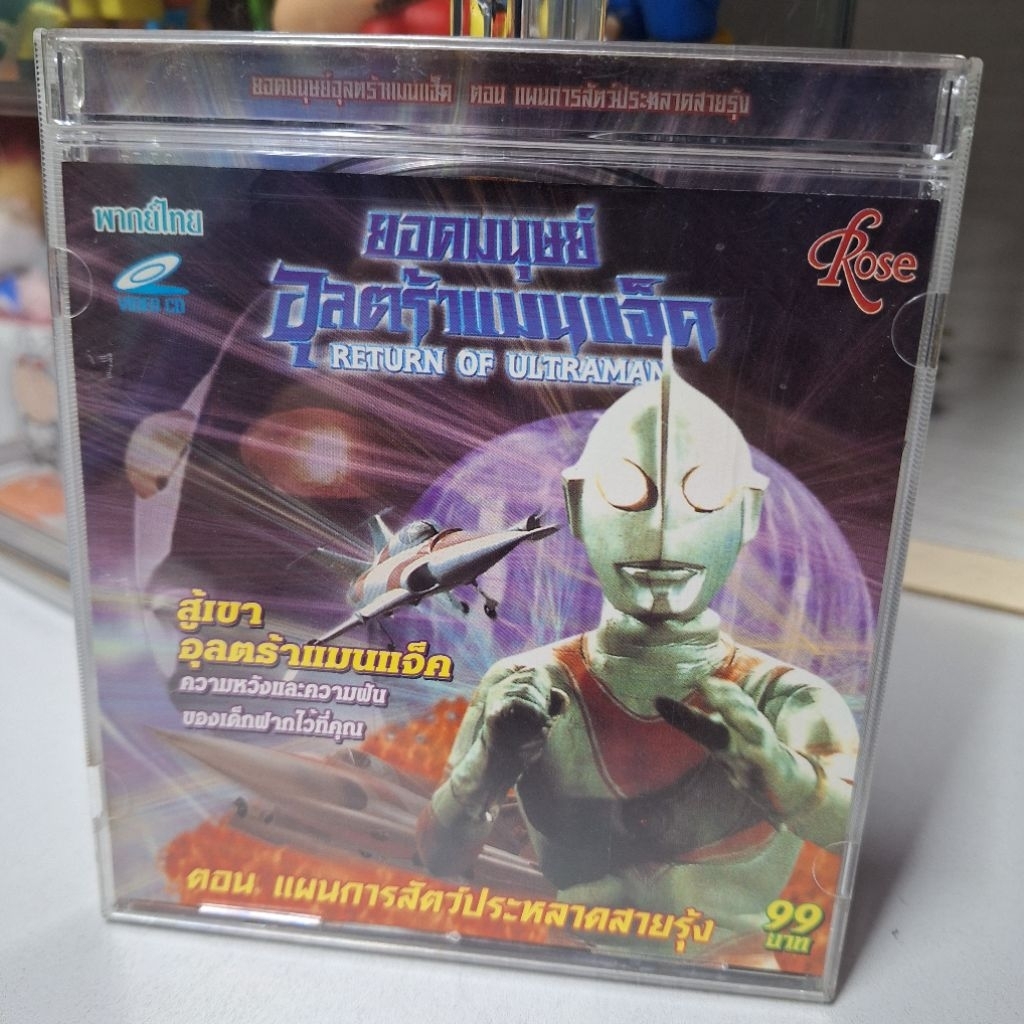 ยอดมนุษย์อุลตร้าแมนแจ็ค ตอน แผนการสัตว์ประหลาดสายรุ้ง
พากย์ไทย
VIDEO CD
ยอดมนุษย์
อุลตร้าแมนแจ็ค
RETURN OF ULTRAMAN
Rose
สู้เขา
อุลตร้าแมนแจ็ค
ความหวังและความฝัน
ของเด็กฝากไว้ที่คุณ
ตอน แผนการสัตว์ประหลาดสายรุ้ง
99
บาท